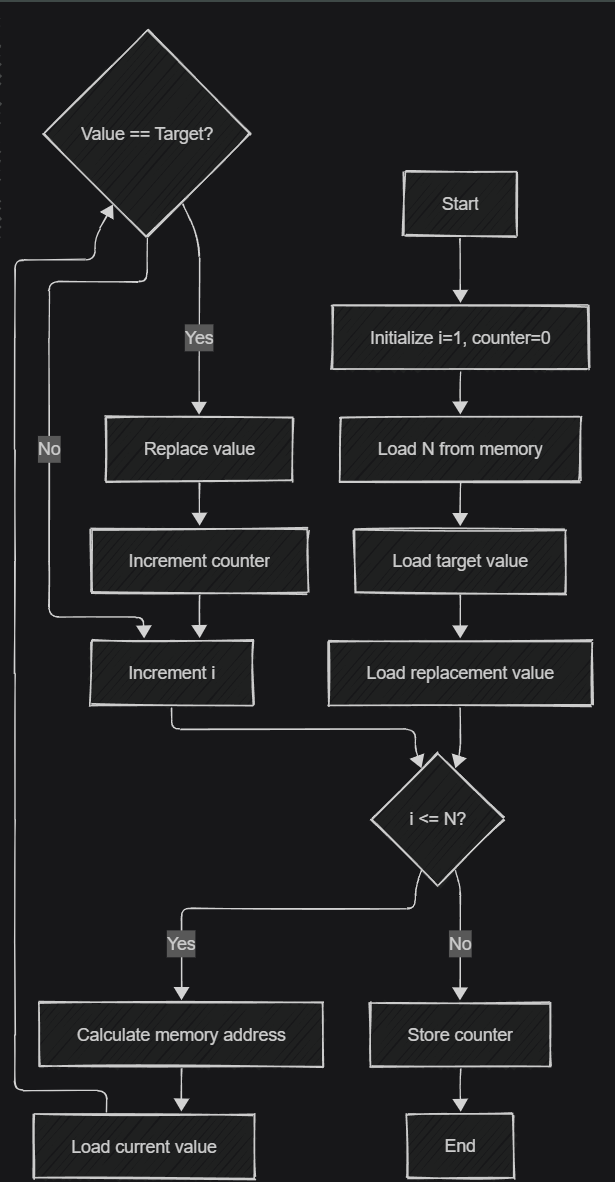 Value == Target?
Start
Yes
Initialize i=1, counter=0
No
Replace value
Load N from memory
Increment counter
Load target value
Increment i
Load replacement value
i <= N?
Yes
No
Calculate memory address
Store counter
Load current value
End